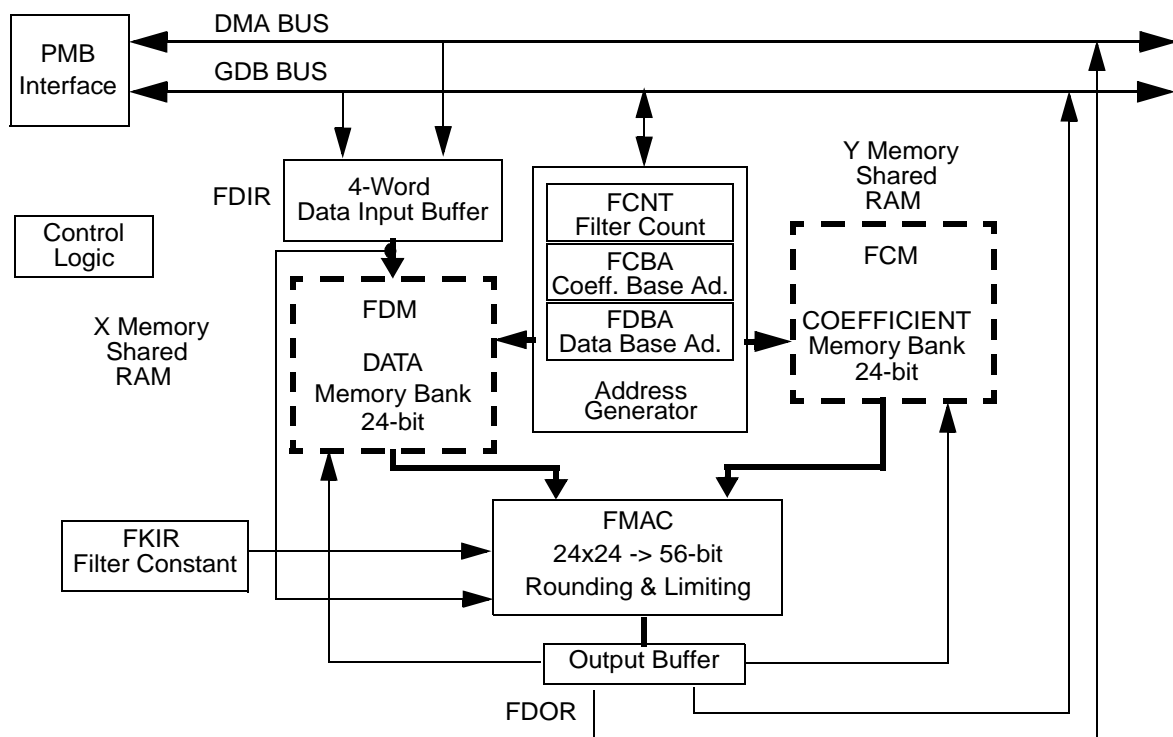 DMA BUS
PMB
Interface
GDB BUS
FDIR
4-Word
Data Input Buffer
FCNT
Filter Count
FCBA
Coeff. Base Ad.
FDBA
Data Base Ad.
Address
Generator
Y Memory
Shared
RAM
Control
Logic
X Memory
Shared
RAM
FDM
DATA
Memory Bank
24-bit
FCM
COEFFICIENT
Memory Bank
24-bit
FKIR
Filter Constant
FMAC
24x24 -> 56-bit
Rounding & Limiting
Output Buffer
FDOR